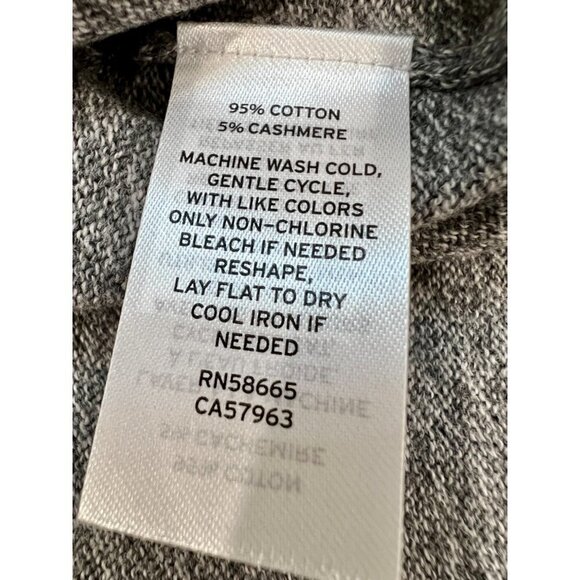 95% COTTON
5% CASHMERE
MACHINE WASH COLD,
GENTLE CYCLE,
WITH LIKE COLORS
ONLY NON-CHLORINE
BLEACH IF NEEDED
RESHAPE,
LAY FLAT TO DRY
COOL IRON IF
NEEDED
RN58665
CA57963